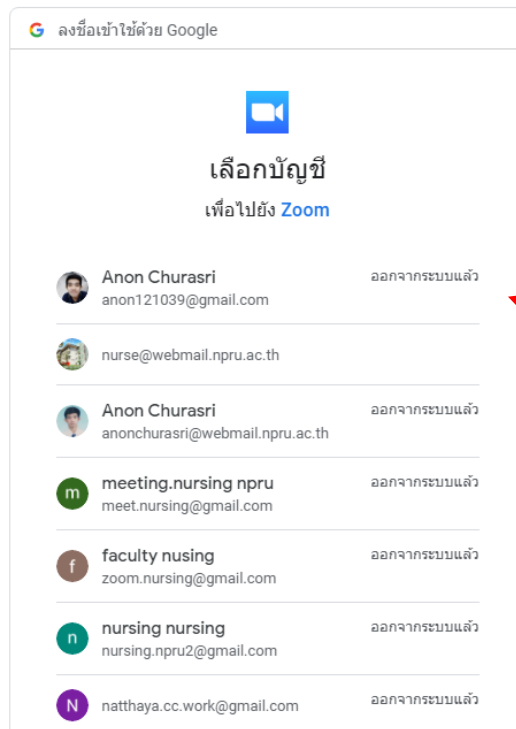 ลงชื่อเข้าใช้ด้วย Google
เลือกบัญชี
เพื่อไปยัง Zoom
Anon Churasri
ออกจากระบบแล้ว
anon121039@gmail.com
nurse@webmail.npru.ac.th
Anon Churasri
ออกจากระบบแล้ว
anonchurasri@webmail.npru.ac.th
m
meeting.nursing npru
ออกจากระบบแล้ว
meet.nursing@gmail.com
f
faculty nusing
ออกจากระบบแล้ว
zoom.nursing@gmail.com
n
nursing nursing
ออกจากระบบแล้ว
nursing.npru2@gmail.com
N
natthaya.cc.work@gmail.com
ออกจากระบบแล้ว